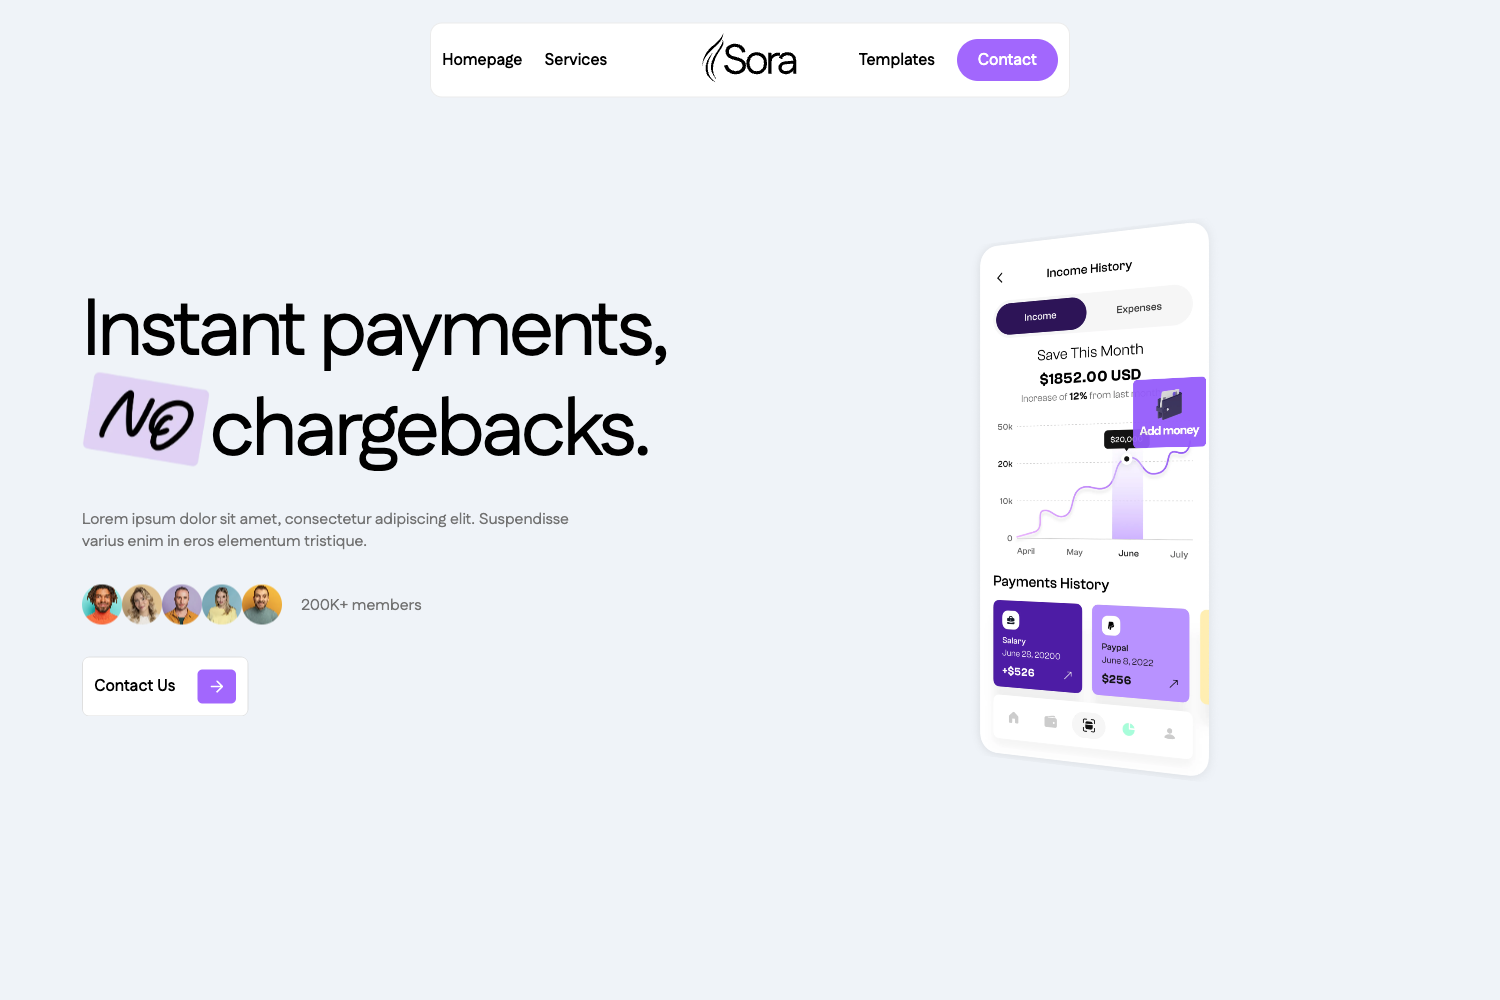 Homepage
Services
Sora
Templates
Contact
Instant payments,
NO chargebacks.
Lorem ipsum dolor sit amet, consectetur adipiscing elit. Suspendisse
varius enim in eros elementum tristique.
200K+ members
Contact Us
Income History
Income
Expenses
Save This Month
$1852.00 USD
Increase of 12% from last
Add money
$20,0
50k
20k
10k
0
April
May
June
July
Payments History
Salary
June 28, 20200
+$526
Paypal
June 8, 2022
$256